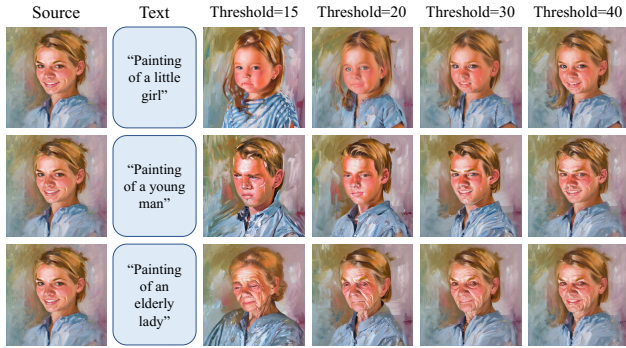 Source Text Threshold=15 Threshold=20 Threshold=30 Threshold=40
“Painting
of a little
girl”
“Painting
of a young
man”
“Painting
of an
elderly
lady”